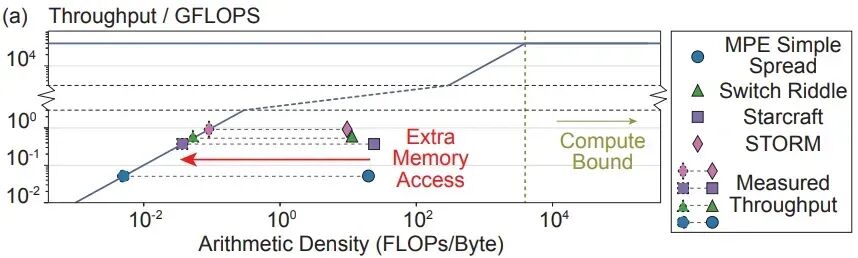 (a) Throughput / GFLOPS
10^4
10^0
10^-1
10^-2
Extra
Memory
Access
Compute
Bound
10^-2 10^0 10^2 10^4
Arithmetic Density (FLOPs/Byte)
MPE Simple
Spread
Switch Riddle
Starcraft
STORM
Measured
Throughput